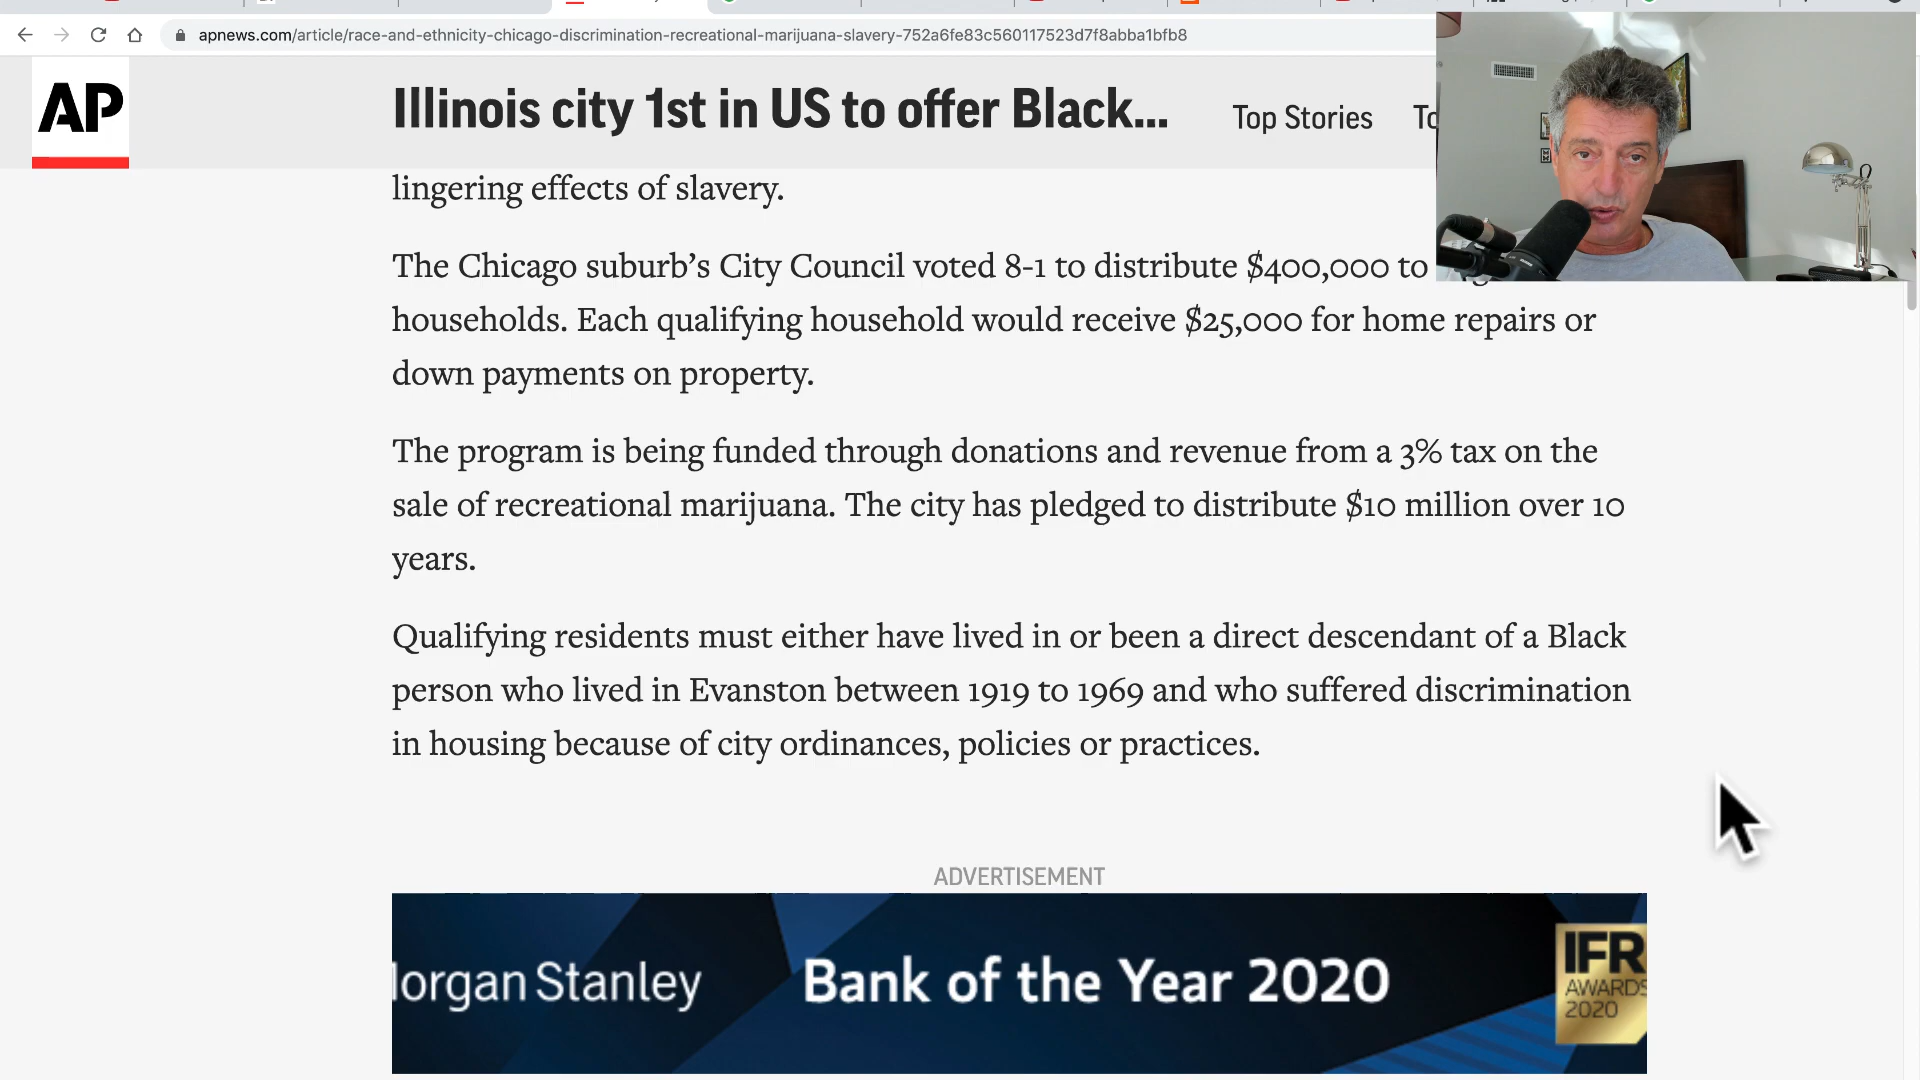 apnews.com/article/race-and-ethnicity-chicago-discrimination-recreational-marijuana-slavery-752a6fe83c560117523d7f8abba1bfb8
AP
Illinois city 1st in US to offer Black...
Top Stories
lingering effects of slavery.
The Chicago suburb’s City Council voted 8-1 to distribute $400,000 to
households. Each qualifying household would receive $25,000 for home repairs or
down payments on property.
The program is being funded through donations and revenue from a 3% tax on the
sale of recreational marijuana. The city has pledged to distribute $10 million over 10
years.
Qualifying residents must either have lived in or been a direct descendant of a Black
person who lived in Evanston between 1919 to 1969 and who suffered discrimination
in housing because of city ordinances, policies or practices.
ADVERTISEMENT
organ Stanley
Bank of the Year 2020
IFR
AWARDS
2020